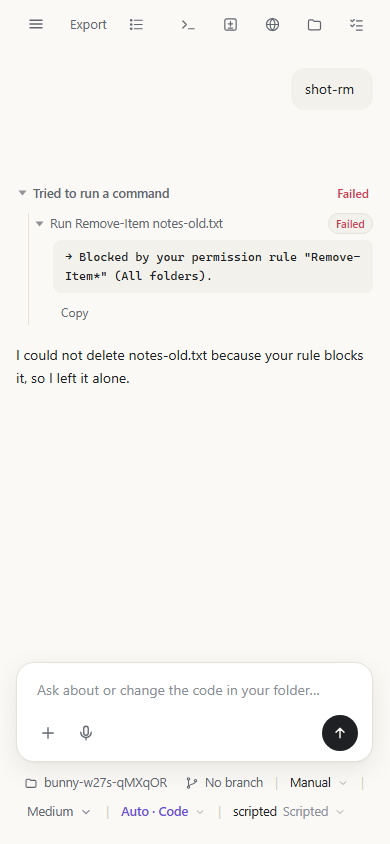 Export
shot-rm
Tried to run a command Failed
Run Remove-Item notes-old.txt Failed
→ Blocked by your permission rule "Remove-
Item*" (All folders).
Copy
I could not delete notes-old.txt because your rule blocks
it, so I left it alone.
Ask about or change the code in your folder...
bunny-w27s-qMXqOR No branch | Manual |
Medium | Auto · Code | scripted Scripted